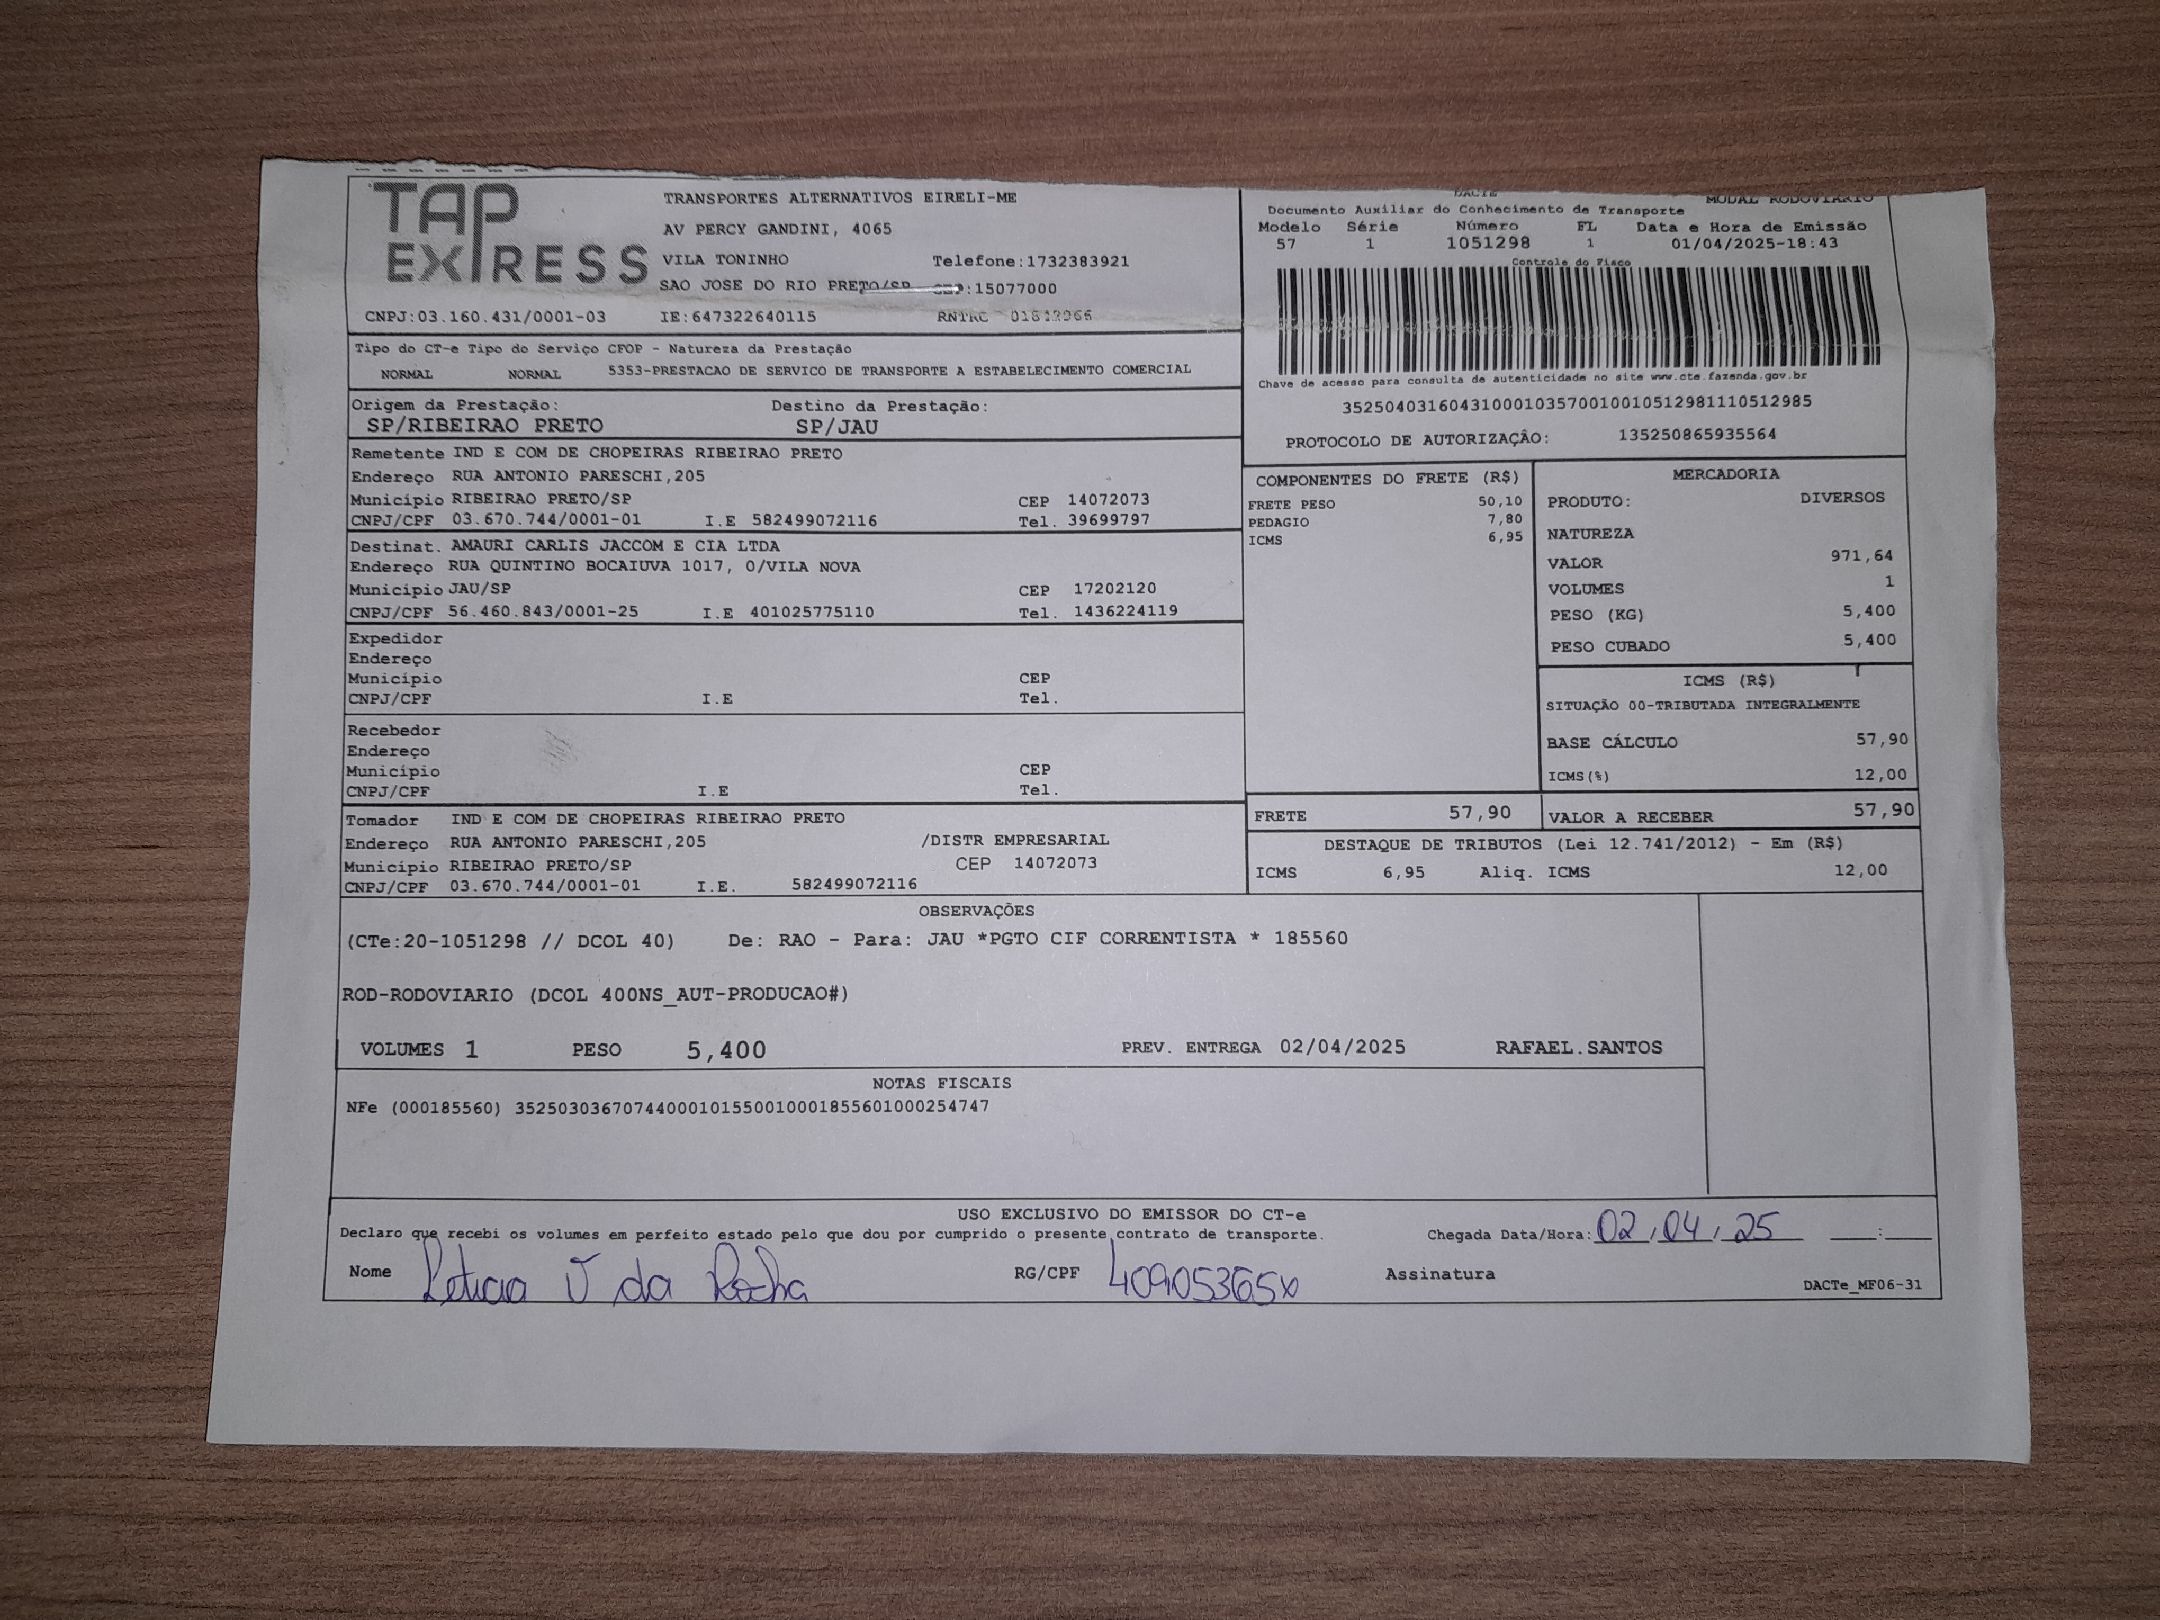 TAP
EXPRESS
TRANSPORTES ALTERNATIVOS EIRELI-ME
AV PERCY GANDINI, 4065
VILA TONINHO Telefone:1732383921
SAO JOSE DO RIO PRETO/SP CEP:15077000
CNPJ:03.160.431/0001-03 IE:647322640115 RNTRC
DACTE MODAL RODOVIARIO
Documento Auxiliar do Conhecimento de Transporte
Modelo Série Número FL Data e Hora de Emissão
57 1 1051298 1 01/04/2025-18:43
Controle do Fisco
Chave de acesso para consulta de autenticidade no site www.cte.fazenda.gov.br
35250403160431000103570010010512981110512985
PROTOCOLO DE AUTORIZAÇÃO: 135250865935564
Tipo do CT-e Tipo do Serviço CFOP - Natureza da Prestação
NORMAL NORMAL 5353-PRESTACAO DE SERVICO DE TRANSPORTE A ESTABELECIMENTO COMERCIAL
Origem da Prestação: Destino da Prestação:
SP/RIBEIRAO PRETO SP/JAU
Remetente IND E COM DE CHOPEIRAS RIBEIRAO PRETO
Endereço RUA ANTONIO PARESCHI,205
Município RIBEIRAO PRETO/SP CEP 14072073
CNPJ/CPF 03.670.744/0001-01 I.E 582499072116 Tel. 39699797
Destinat. AMAURI CARLIS JACCOM E CIA LTDA
Endereço RUA QUINTINO BOCAIUVA 1017, 0/VILA NOVA
Município JAU/SP CEP 17202120
CNPJ/CPF 56.460.843/0001-25 I.E 401025775110 Tel. 1436224119
Expedidor
Endereço
Município CEP
CNPJ/CPF I.E Tel.
Recebedor
Endereço
Município CEP
CNPJ/CPF I.E Tel.
Tomador IND E COM DE CHOPEIRAS RIBEIRAO PRETO
Endereço RUA ANTONIO PARESCHI,205 /DISTR EMPRESARIAL
Município RIBEIRAO PRETO/SP CEP 14072073
CNPJ/CPF 03.670.744/0001-01 I.E. 582499072116
COMPONENTES DO FRETE (R$)
FRETE PESO 50,10
PEDAGIO 7,80
ICMS 6,95
MERCADORIA
PRODUTO: DIVERSOS
NATUREZA
VALOR 971,64
VOLUMES 1
PESO (KG) 5,400
PESO CUBADO 5,400
ICMS (R$)
SITUAÇÃO 00-TRIBUTADA INTEGRALMENTE
BASE CÁLCULO 57,90
ICMS(%) 12,00
FRETE 57,90 VALOR A RECEBER 57,90
DESTAQUE DE TRIBUTOS (Lei 12.741/2012) - Em (R$)
ICMS 6,95 Aliq. ICMS 12,00
OBSERVAÇÕES
(CTe:20-1051298 // DCOL 40) De: RAO - Para: JAU *PGTO CIF CORRENTISTA * 185560
ROD-RODOVIARIO (DCOL 400NS_AUT-PRODUCAO#)
VOLUMES 1 PESO 5,400 PREV. ENTREGA 02/04/2025 RAFAEL.SANTOS
NOTAS FISCAIS
NFe (000185560) 35250303670744000101550010001855601000254747
USO EXCLUSIVO DO EMISSOR DO CT-e
Declaro que recebi os volumes em perfeito estado pelo que dou por cumprido o presente contrato de transporte. Chegada Data/Hora: 02/04/25 :
Nome Leticia V da Rocha RG/CPF 409053656x Assinatura
DACTe_MF06-31